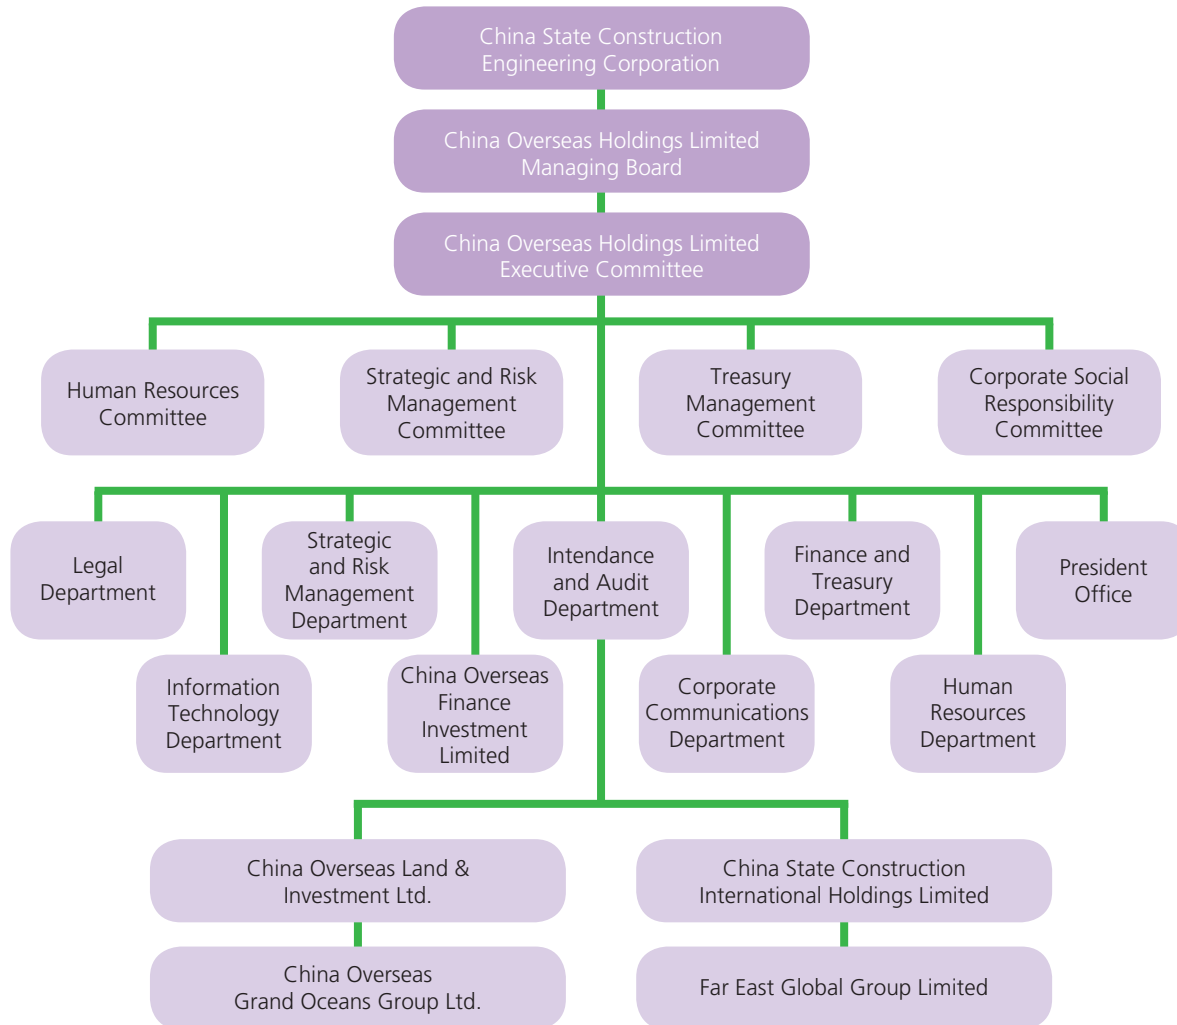 China State Construction
Engineering Corporation
China Overseas Holdings Limited
Managing Board
China Overseas Holdings Limited
Executive Committee
Human Resources
Committee
Strategic and Risk
Management
Committee
Treasury
Management
Committee
Corporate Social
Responsibility
Committee
Legal
Department
Strategic
and Risk
Management
Department
Intendance
and Audit
Department
Finance and
Treasury
Department
President
Office
Information
Technology
Department
China Overseas
Finance
Investment
Limited
Corporate
Communications
Department
Human
Resources
Department
China Overseas Land &
Investment Ltd.
China State Construction
International Holdings Limited
China Overseas
Grand Oceans Group Ltd.
Far East Global Group Limited